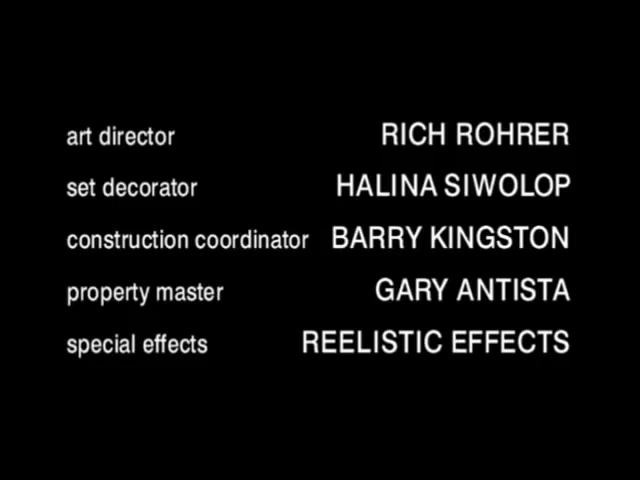 art director RICH ROHRER
set decorator HALINA SIWOLOP
construction coordinator BARRY KINGSTON
property master GARY ANTISTA
special effects REELISTIC EFFECTS